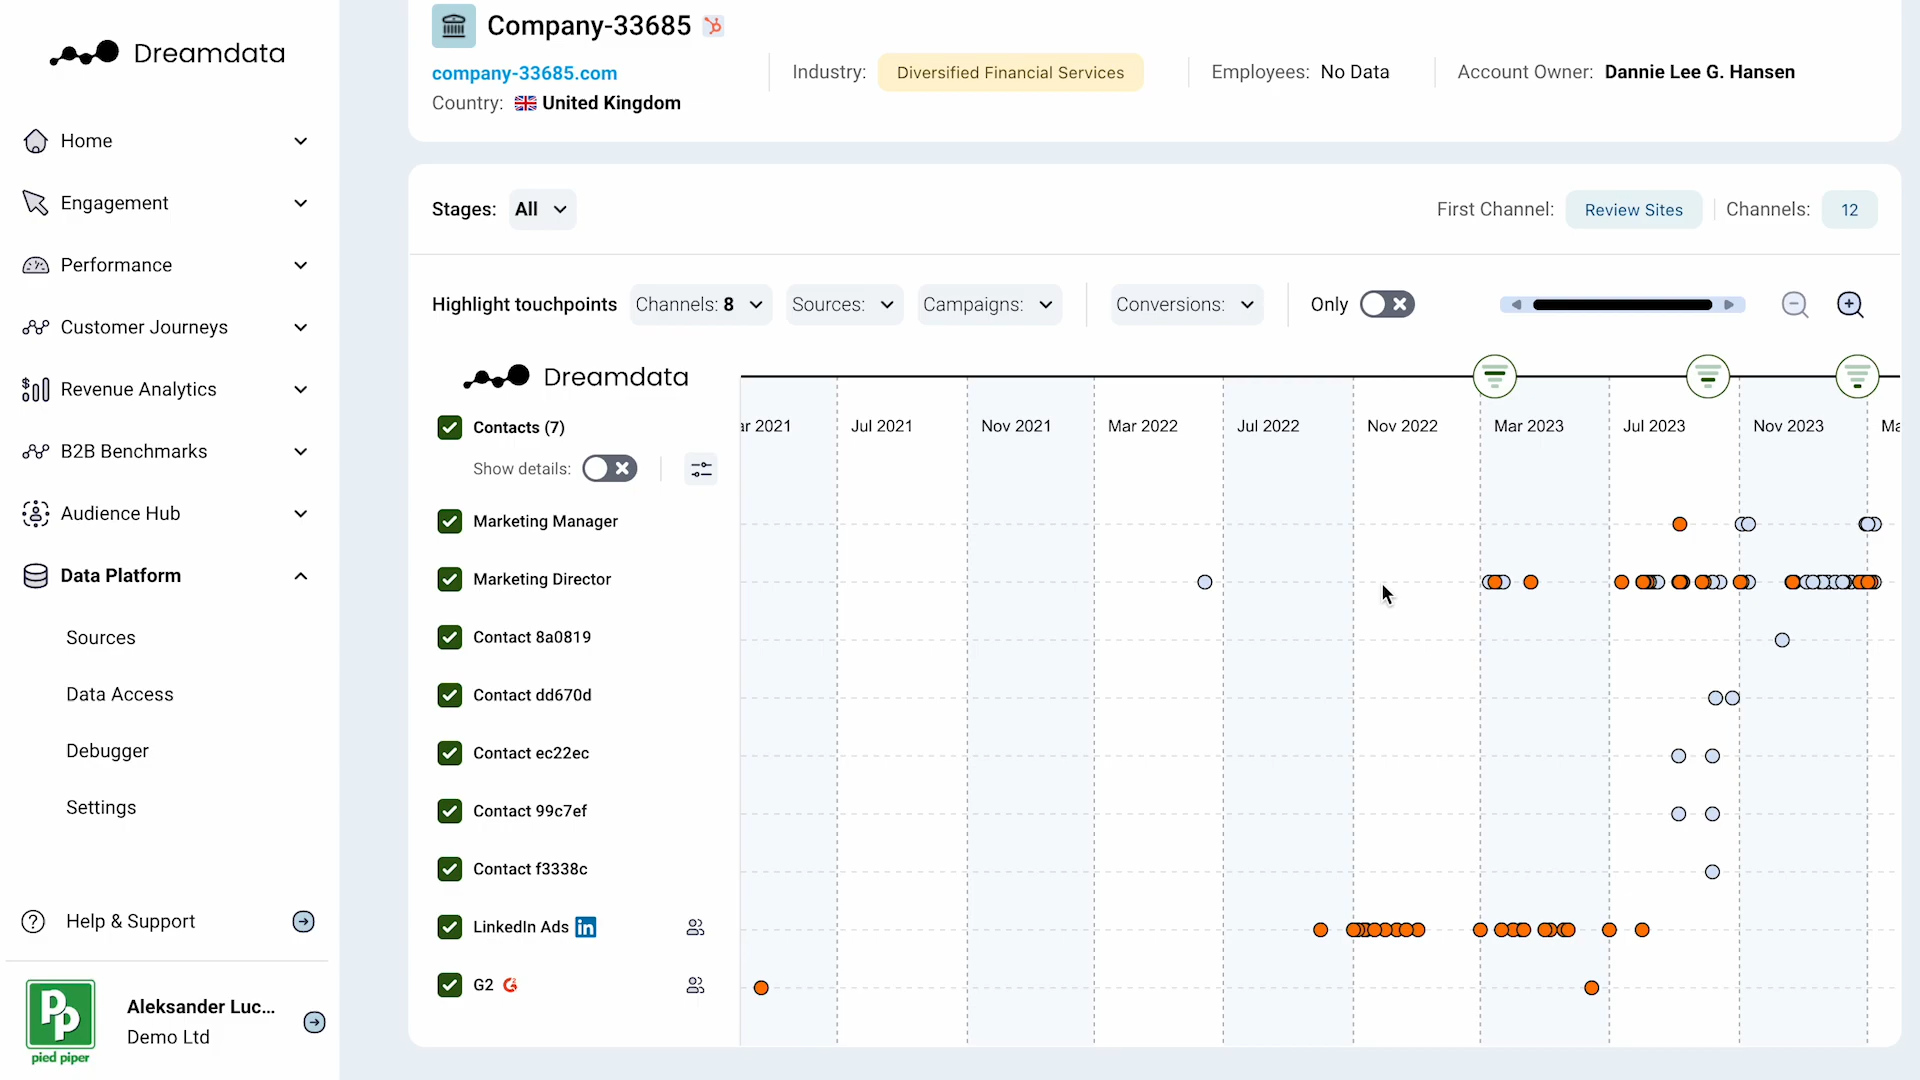 Dreamdata
Home
Engagement
Performance
Customer Journeys
Revenue Analytics
B2B Benchmarks
Audience Hub
Data Platform
Sources
Data Access
Debugger
Settings
Help & Support
Pp
pied piper
Aleksander Luc...
Demo Ltd
Company-33685
company-33685.com
Country: United Kingdom
Industry: Diversified Financial Services
Employees: No Data
Account Owner: Dannie Lee G. Hansen
Stages: All
First Channel: Review Sites
Channels: 12
Highlight touchpoints
Channels: 8
Sources:
Campaigns:
Conversions:
Only
Dreamdata
ar 2021 Jul 2021 Nov 2021 Mar 2022 Jul 2022 Nov 2022 Mar 2023 Jul 2023 Nov 2023 Ma
Contacts (7)
Show details:
Marketing Manager
Marketing Director
Contact 8a0819
Contact dd670d
Contact ec22ec
Contact 99c7ef
Contact f3338c
LinkedIn Ads in
G2